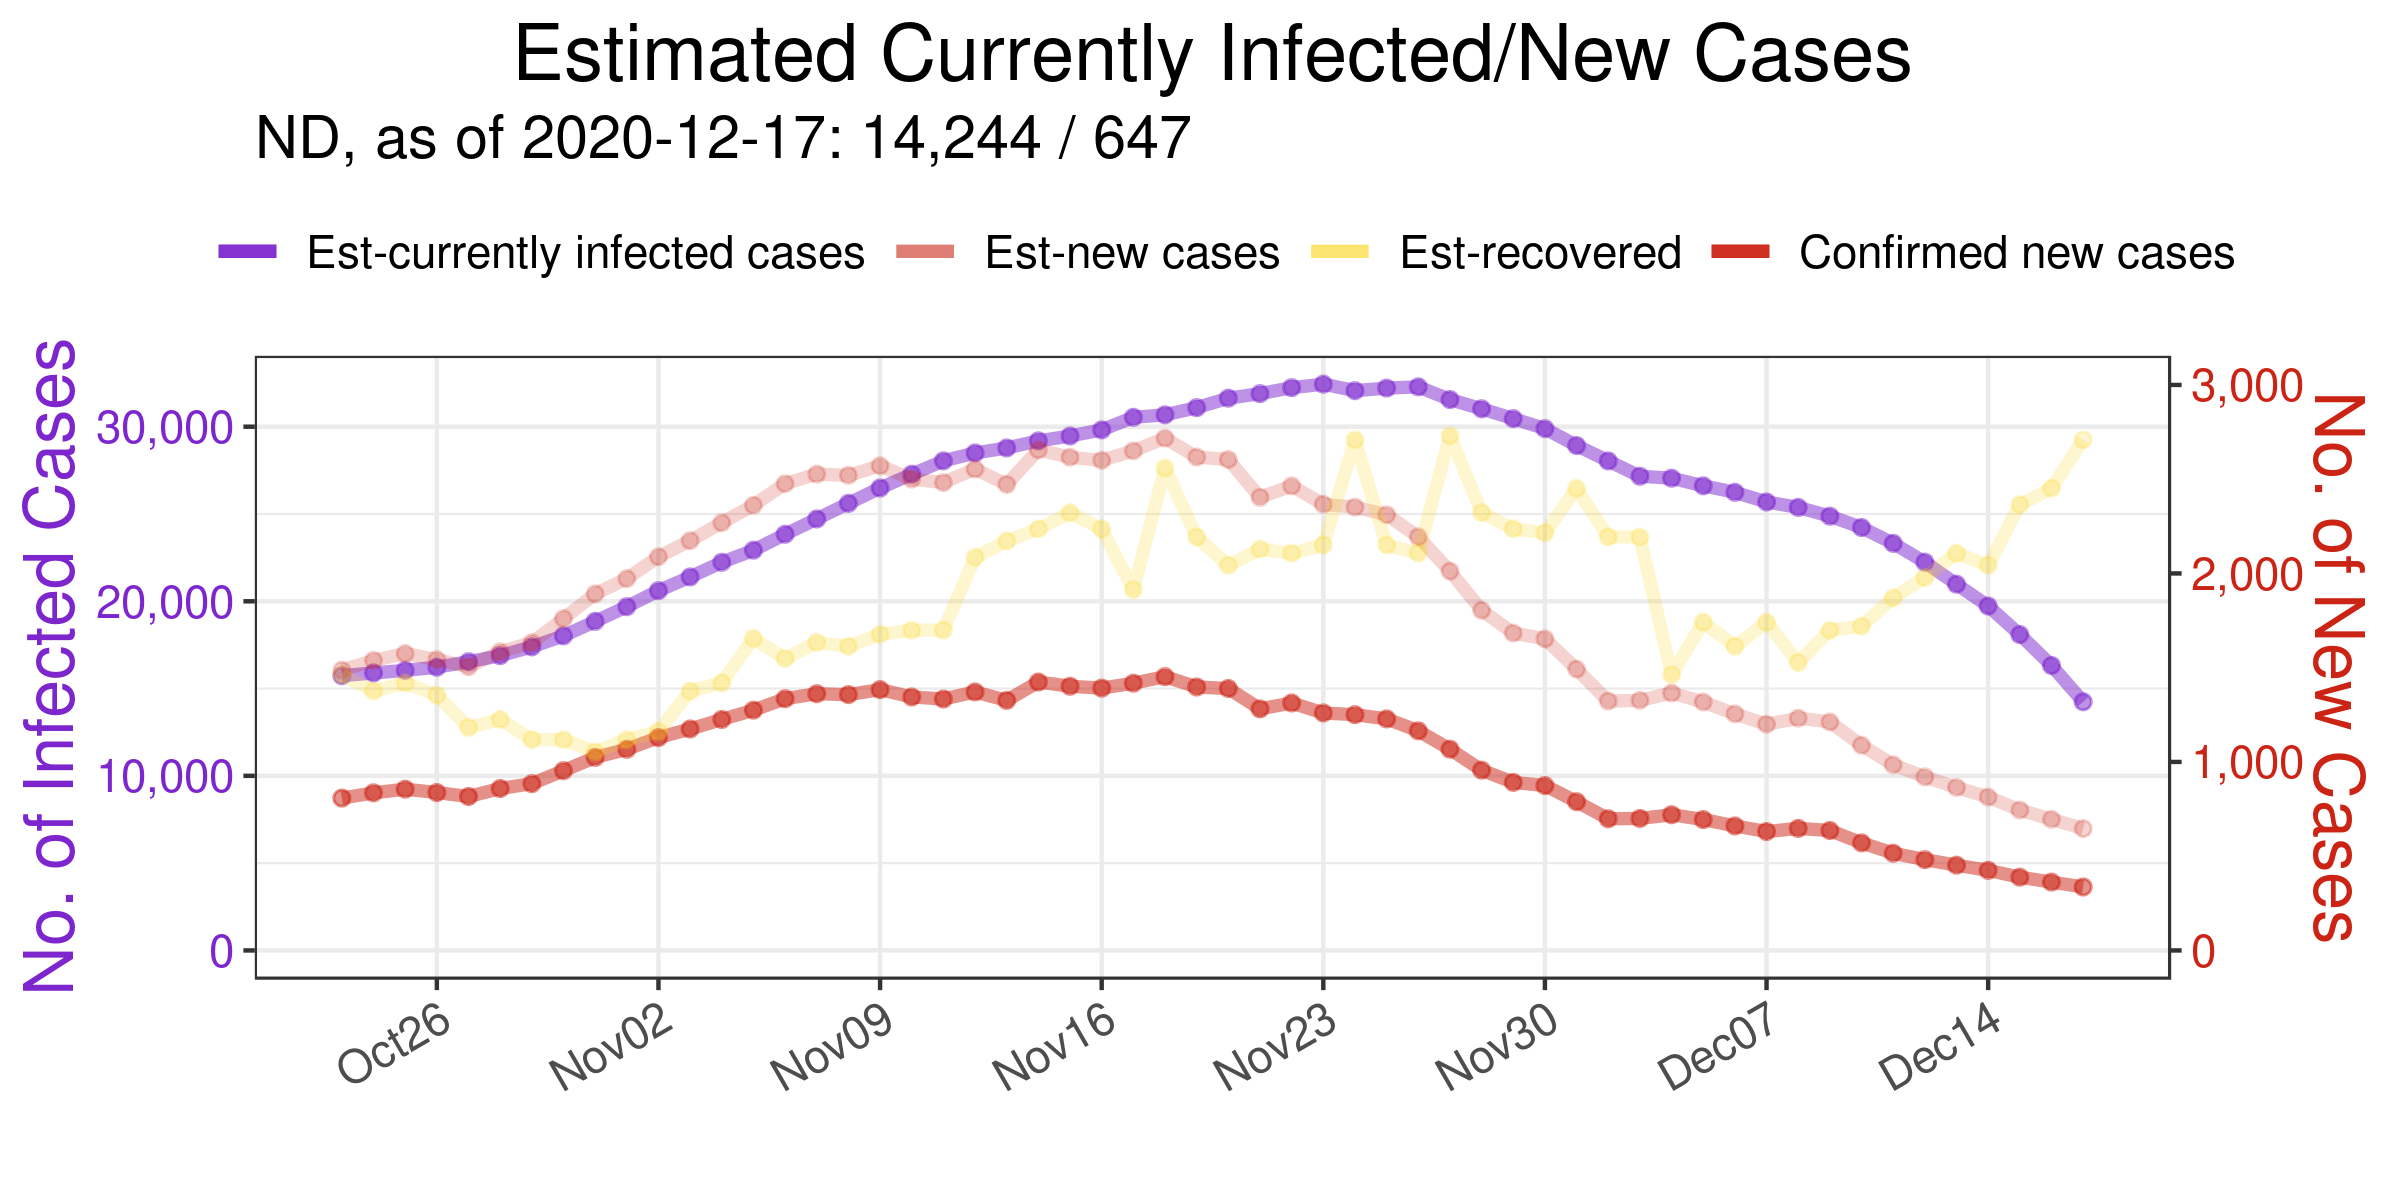 Estimated Currently Infected/New Cases
ND, as of 2020-12-17: 14,244 / 647
Est-currently infected cases Est-new cases Est-recovered Confirmed new cases
No. of Infected Cases
30,000
20,000
10,000
0
3,000
2,000
1,000
0
No. of New Cases
Oct26 Nov02 Nov09 Nov16 Nov23 Nov30 Dec07 Dec14